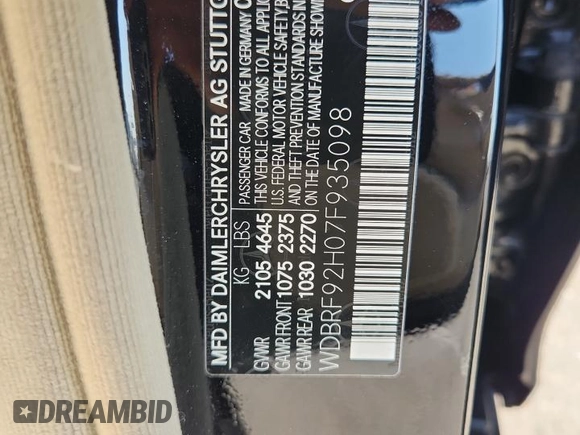 MFD BY DAIMLERCHRYSLER AG STUTTG
KG LBS PASSENGER CAR MADE IN GERMANY
GVWR 2105 4645 THIS VEHICLE CONFORMS TO ALL APPLIC
GAWR FRONT 1075 2375 U.S. FEDERAL MOTOR VEHICLE SAFETY,B
GAWR REAR 1030 2270 AND THEFT PREVENTION STANDARDS IN
ON THE DATE OF MANUFACTURE SHOWN
WDBRF92H07F935098
DREAMBID